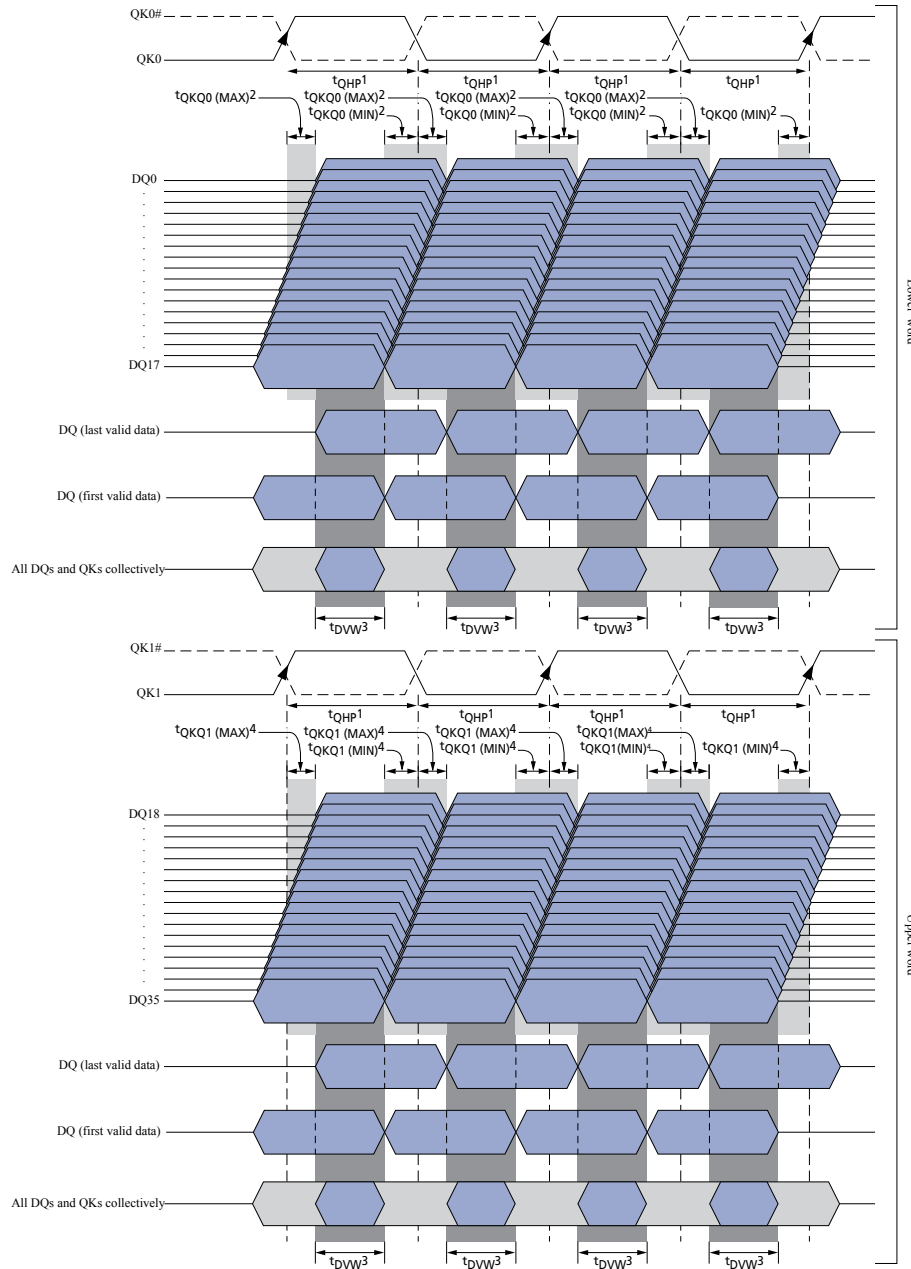 QK0#
QK0
tQHP1 tQHP1 tQHP1 tQHP1
tQKQ0 (MAX)2 tQKQ0 (MAX)2 tQKQ0 (MAX)2 tQKQ0 (MAX)2
tQKQ0 (MIN)2 tQKQ0 (MIN)2 tQKQ0 (MIN)2 tQKQ0 (MIN)2
DQ0
DQ17
DQ (last valid data)
DQ (first valid data)
All DQs and QKs collectively
tDVW3 tDVW3 tDVW3 tDVW3
Lower word
QK1#
QK1
tQHP1 tQHP1 tQHP1 tQHP1
tQKQ1 (MAX)4 tQKQ1 (MAX)4 tQKQ1 (MAX)4 tQKQ1(MAX)4
tQKQ1 (MIN)4 tQKQ1 (MIN)4 tQKQ1(MIN)4 tQKQ1 (MIN)4
DQ18
DQ35
DQ (last valid data)
DQ (first valid data)
All DQs and QKs collectively
tDVW3 tDVW3 tDVW3 tDVW3
Upper word